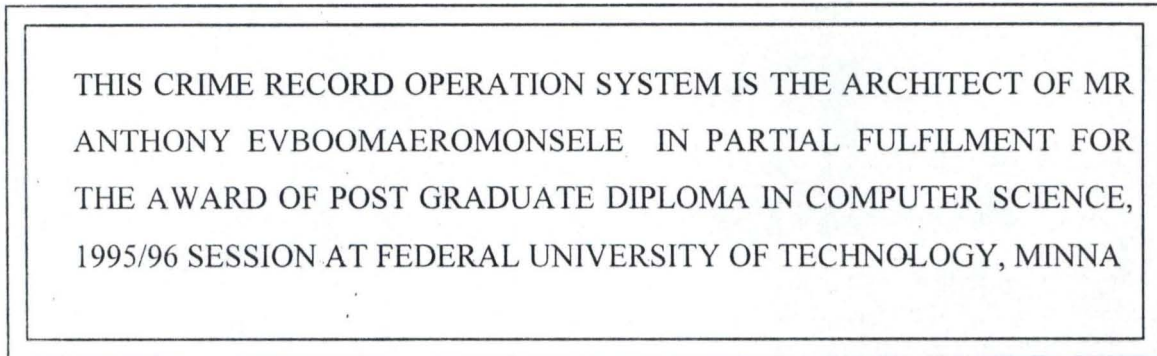 THIS CRIME RECORD OPERATION SYSTEM IS THE ARCHITECT OF MR
ANTHONY EVBOOMAEROMONSELE IN PARTIAL FULFILMENT FOR
THE AWARD OF POST GRADUATE DIPLOMA IN COMPUTER SCIENCE,
1995/96 SESSION AT FEDERAL UNIVERSITY OF TECHNOLOGY, MINNA